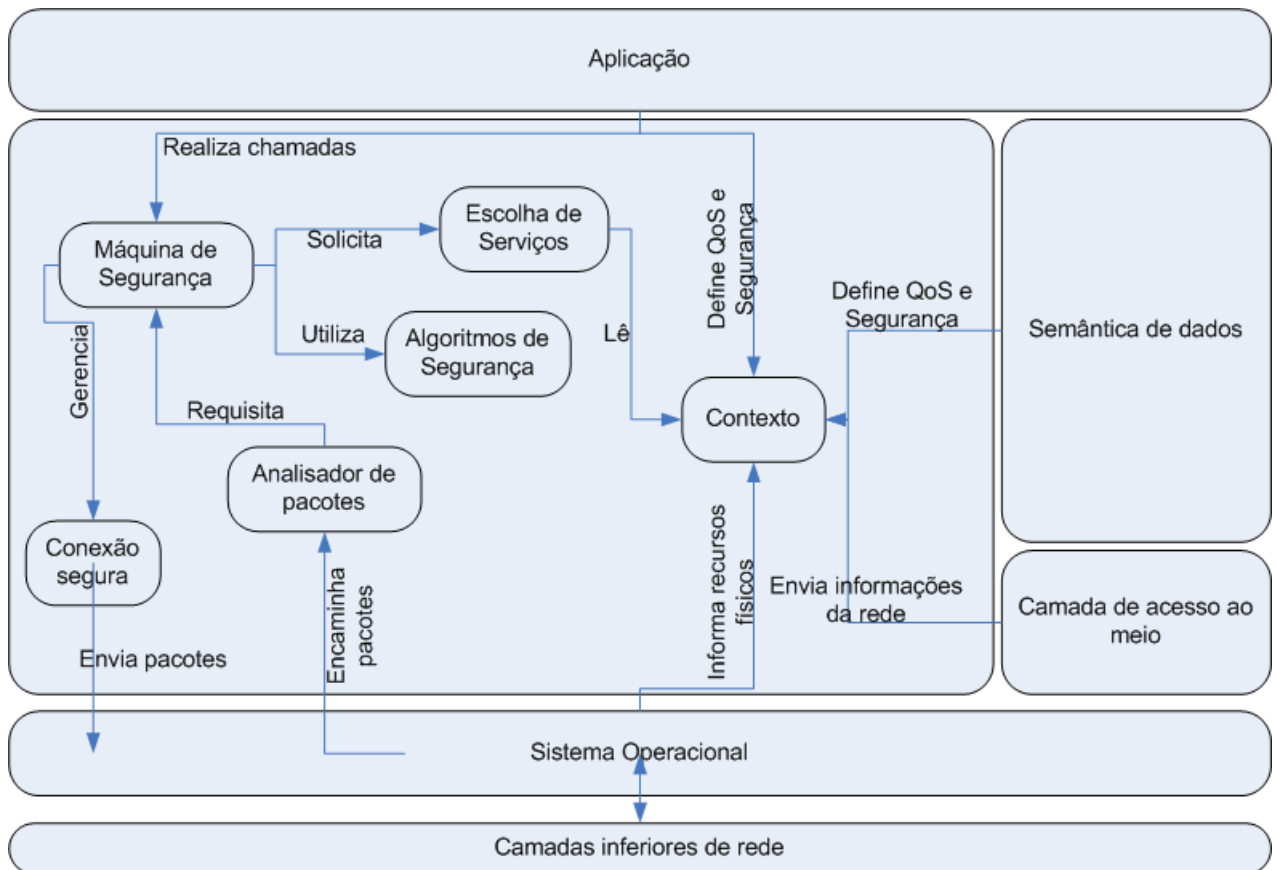 Aplicação
Realiza chamadas
Máquina de
Segurança
Solicita
Escolha de
Serviços
Utiliza
Algoritmos de
Segurança
Lê
Define QoS e
Segurança
Define QoS e
Segurança
Semântica de dados
Contexto
Gerencia
Requisita
Analisador de
pacotes
Conexão
segura
Envia pacotes
Encaminha
pacotes
Informa recursos
físicos
Envia informações
da rede
Camada de acesso ao
meio
Sistema Operacional
Camadas inferiores de rede